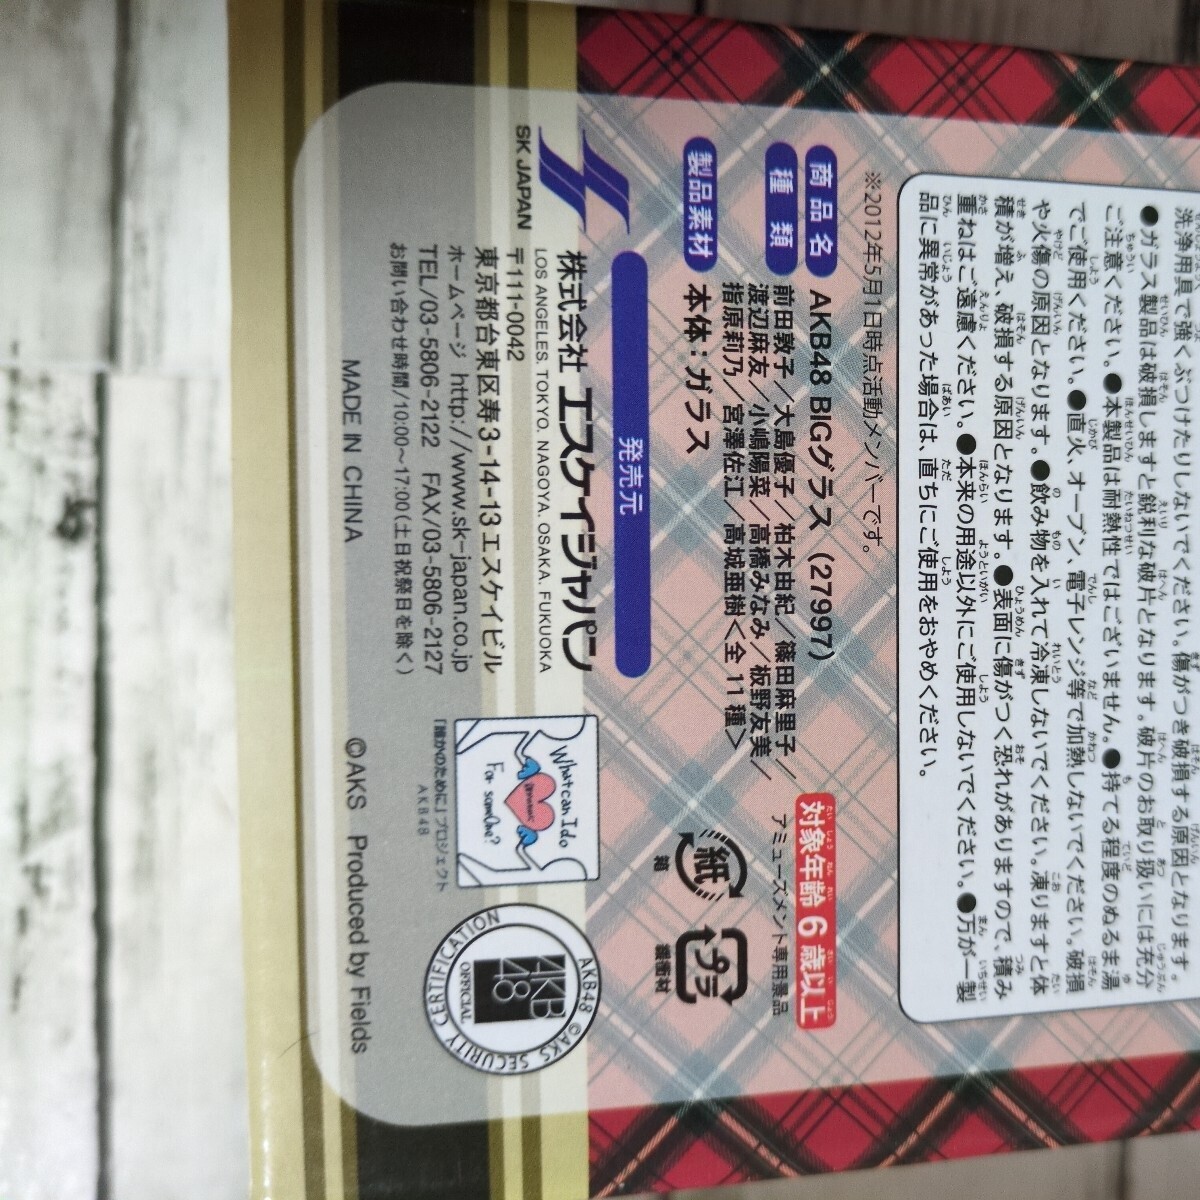 洗浄用具で強くぶつけたりしないでください。傷がつき破損する原因となります。
●ガラス製品は破損しますと鋭利な破片となります。破片のお取り扱いには充分
ご注意ください。●本製品は耐熱性ではございません。●持てる程度のぬるま湯
でご使用ください。●直火、オーブン、電子レンジ等で加熱しないでください。破損
や火傷の原因となります。●飲み物を入れて冷凍しないでください。凍りますと体
積が増え、破損する原因となります。●表面に傷がつく恐れがありますので、積み
重ねはご遠慮ください。●本来の用途以外にご使用しないでください。●万が一製
品に異常があった場合は、直ちにご使用をおやめください。
※2012年5月1日時点活動メンバーです。
商品名 AKB48 BIGグラス（27997）
種類 前田敦子／大島優子／柏木由紀／篠田麻里子／
渡辺麻友／小嶋陽菜／高橋みなみ／板野友美／
指原莉乃／宮澤佐江／高城亜樹＜全11種＞
製品素材 本体：ガラス
対象年齢6歳以上
アミューズメント専用景品
紙
箱
プラ
緩衝材
発売元
SK JAPAN
株式会社 エスケイジャパン
LOS ANGELES. TOKYO. NAGOYA. OSAKA. FUKUOKA
〒111-0042
東京都台東区寿3-14-13エスケイビル
ホームページ http://www.sk-japan.co.jp
TEL/03-5806-2122 FAX/03-5806-2127
お問い合わせ時間/10:00～17:00(土日祝祭日を除く)
What can I do
For someone?
「誰かのために」プロジェクト
AKB48
AKB48 ©AKS SECURITY CERTIFICATION
AKB
48
OFFICIAL
MADE IN CHINA
©AKS Produced by Fields